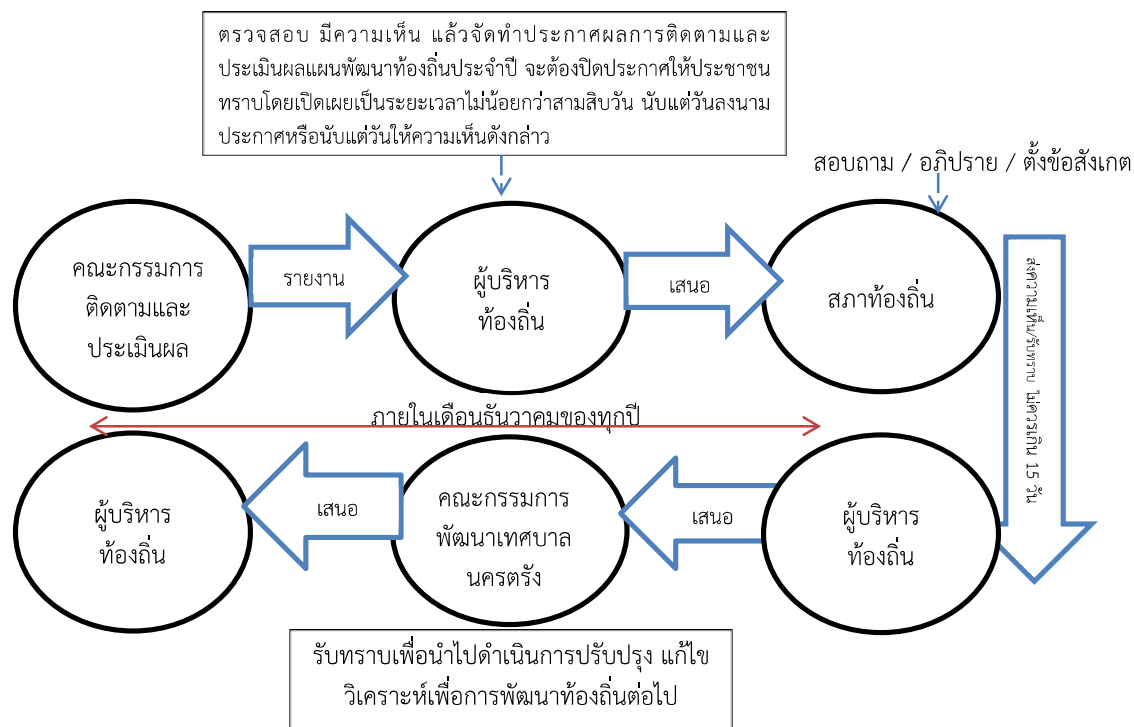 ตรวจสอบ มีความเห็น แล้วจัดทำประกาศผลการติดตามและ
ประเมินผลแผนพัฒนาท้องถิ่นประจำปี จะต้องปิดประกาศให้ประชาชน
ทราบโดยเปิดเผยเป็นระยะเวลาไม่น้อยกว่าสามสิบวัน นับแต่วันลงนาม
ประกาศหรือนับแต่วันให้ความเห็นดังกล่าว
สอบถาม / อภิปราย / ตั้งข้อสังเกต
คณะกรรมการ
ติดตามและ
ประเมินผล
รายงาน
ผู้บริหาร
ท้องถิ่น
เสนอ
สภาท้องถิ่น
ส่งความเห็น/รับทราบ ไม่ควรเกิน 15 วัน
ภายในเดือนธันวาคมของทุกปี
ผู้บริหาร
ท้องถิ่น
เสนอ
คณะกรรมการ
พัฒนาเทศบาล
นครตรัง
เสนอ
ผู้บริหาร
ท้องถิ่น
รับทราบเพื่อนำไปดำเนินการปรับปรุง แก้ไข
วิเคราะห์เพื่อการพัฒนาท้องถิ่นต่อไป